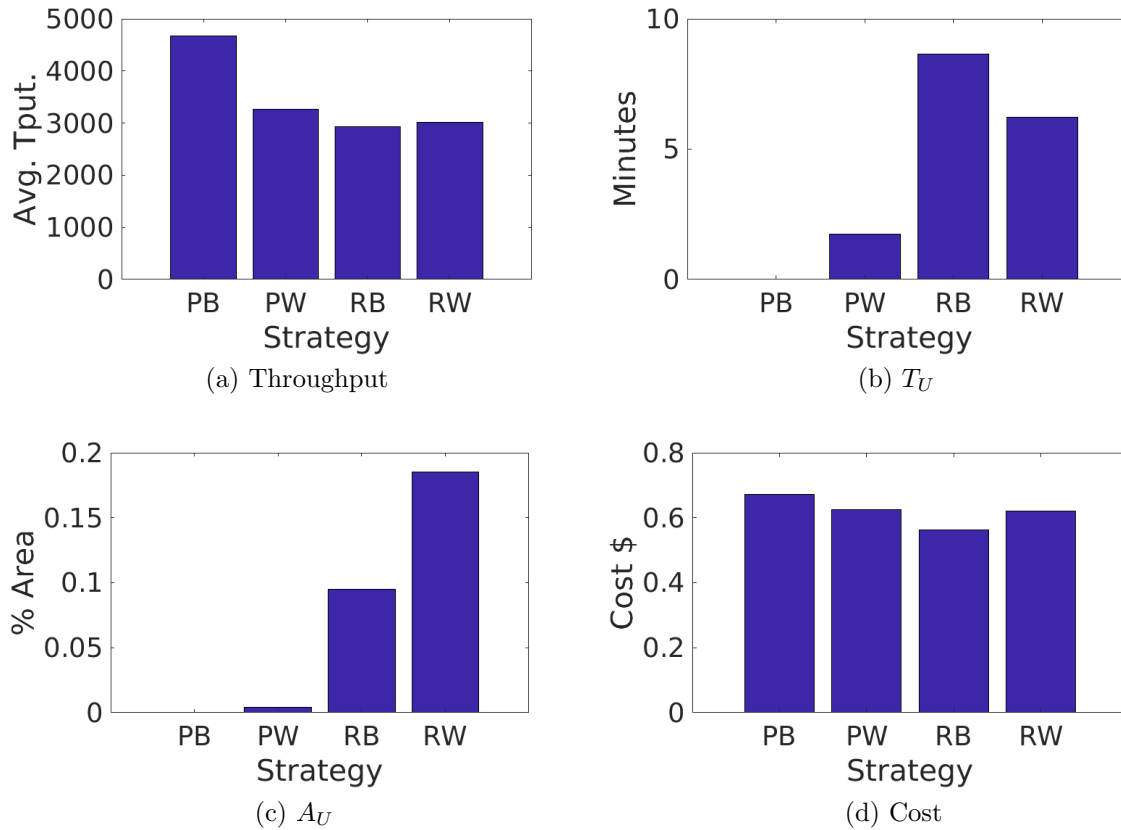 5000
4000
3000
2000
1000
0
Avg. Tput.
PB PW RB RW
Strategy
(a) Throughput
10
5
0
Minutes
PB PW RB RW
Strategy
(b) T_U
0.2
0.15
0.1
0.05
0
% Area
PB PW RB RW
Strategy
(c) A_U
0.8
0.6
0.4
0.2
0
Cost $
PB PW RB RW
Strategy
(d) Cost